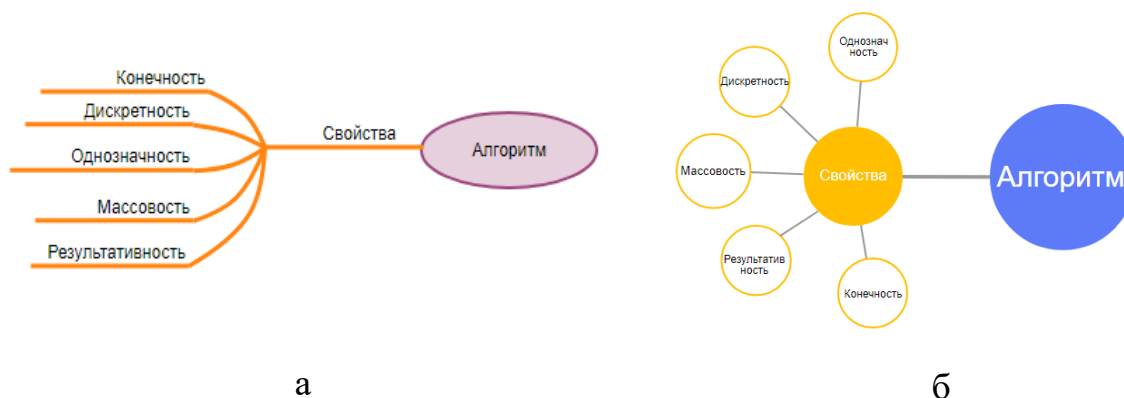 Конечность
Дискретность
Однозначность
Массовость
Результативность
Свойства
Алгоритм
а
Однознач
ность
Дискретность
Массовость
Результатив
ность
Конечность
Свойства
Алгоритм
б